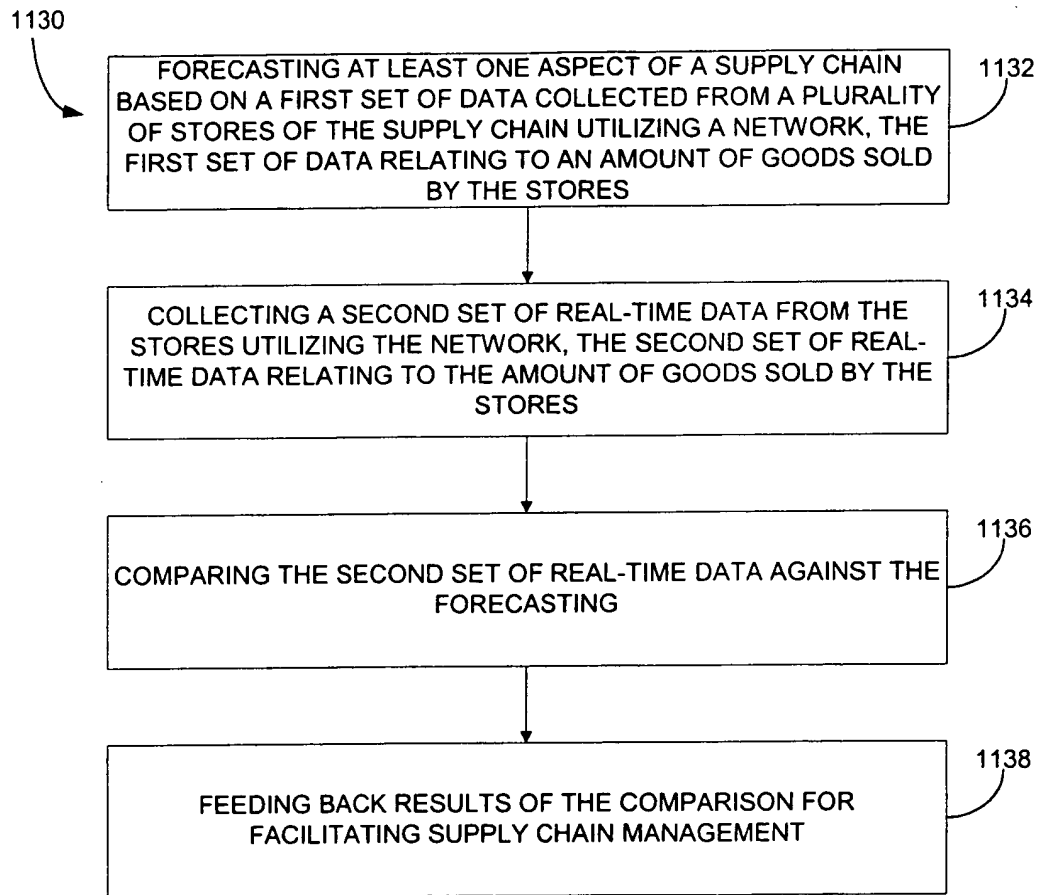 1130
FORECASTING AT LEAST ONE ASPECT OF A SUPPLY CHAIN
BASED ON A FIRST SET OF DATA COLLECTED FROM A PLURALITY
OF STORES OF THE SUPPLY CHAIN UTILIZING A NETWORK, THE
FIRST SET OF DATA RELATING TO AN AMOUNT OF GOODS SOLD
BY THE STORES
1132
COLLECTING A SECOND SET OF REAL-TIME DATA FROM THE
STORES UTILIZING THE NETWORK, THE SECOND SET OF REAL-
TIME DATA RELATING TO THE AMOUNT OF GOODS SOLD BY THE
STORES
1134
COMPARING THE SECOND SET OF REAL-TIME DATA AGAINST THE
FORECASTING
1136
FEEDING BACK RESULTS OF THE COMPARISON FOR
FACILITATING SUPPLY CHAIN MANAGEMENT
1138